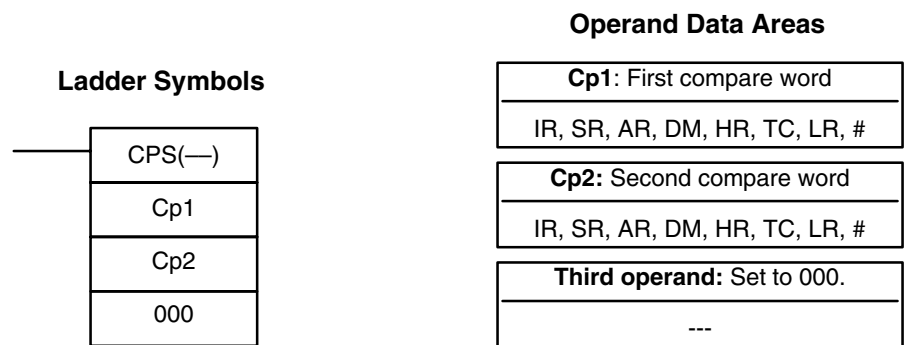 Ladder Symbols
CPS(––)
Cp1
Cp2
000
Operand Data Areas
Cp1: First compare word
IR, SR, AR, DM, HR, TC, LR, #
Cp2: Second compare word
IR, SR, AR, DM, HR, TC, LR, #
Third operand: Set to 000.
---